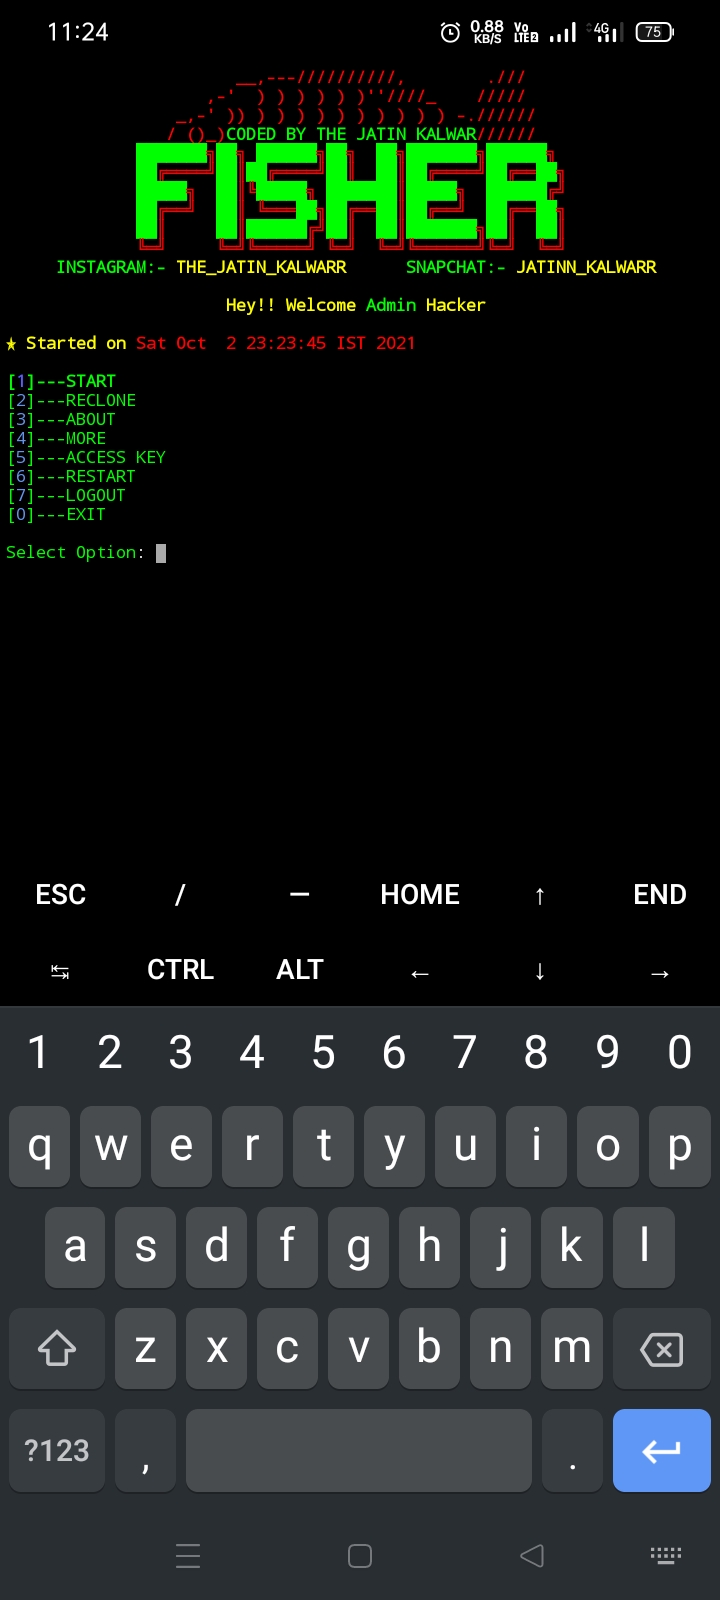 11:24
0.88 KB/S Vo LTE2 4G 75
CODED BY THE JATIN KALWAR
FISHER
INSTAGRAM:- THE_JATIN_KALWARR SNAPCHAT:- JATINN_KALWARR
Hey!! Welcome Admin Hacker
★ Started on Sat Oct  2 23:23:45 IST 2021
[1]---START
[2]---RECLONE
[3]---ABOUT
[4]---MORE
[5]---ACCESS KEY
[6]---RESTART
[7]---LOGOUT
[0]---EXIT
Select Option:
ESC / — HOME ↑ END
↹ CTRL ALT ← ↓ →
1 2 3 4 5 6 7 8 9 0
q w e r t y u i o p
a s d f g h j k l
z x c v b n m
?123 , .